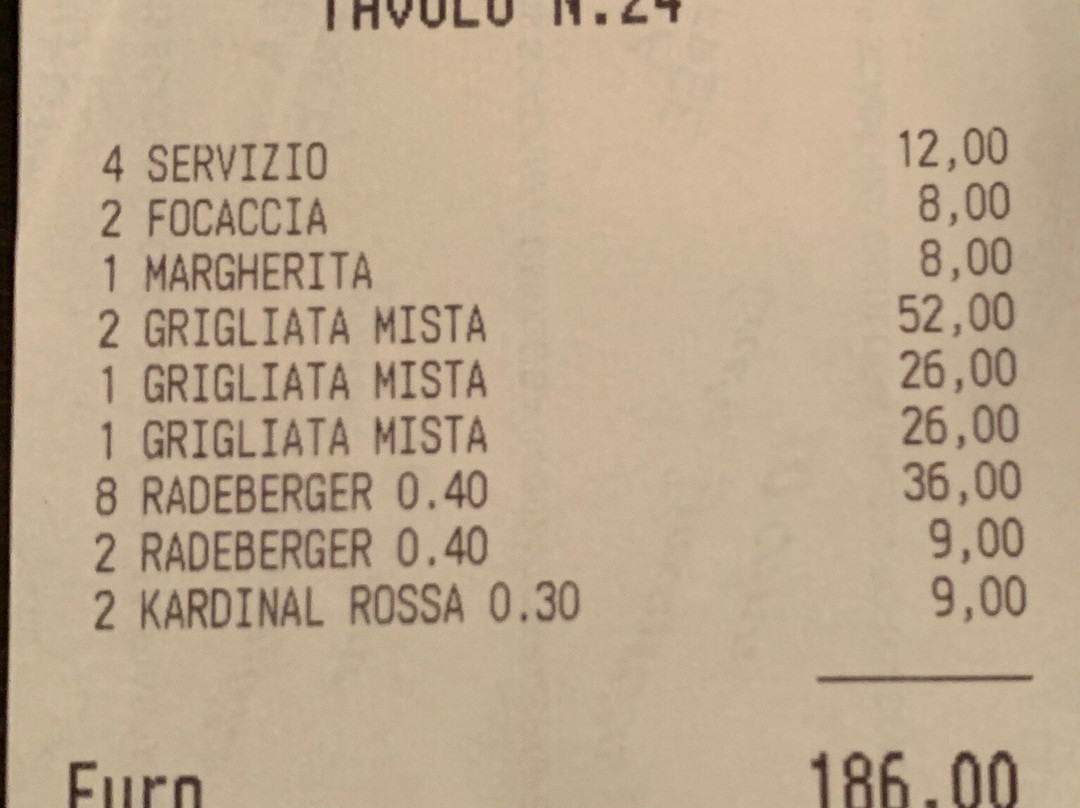 TAVOLO N.24
4 SERVIZIO 12,00
2 FOCACCIA 8,00
1 MARGHERITA 8,00
2 GRIGLIATA MISTA 52,00
1 GRIGLIATA MISTA 26,00
1 GRIGLIATA MISTA 26,00
8 RADEBERGER 0.40 36,00
2 RADEBERGER 0.40 9,00
2 KARDINAL ROSSA 0.30 9,00
Euro 186,00